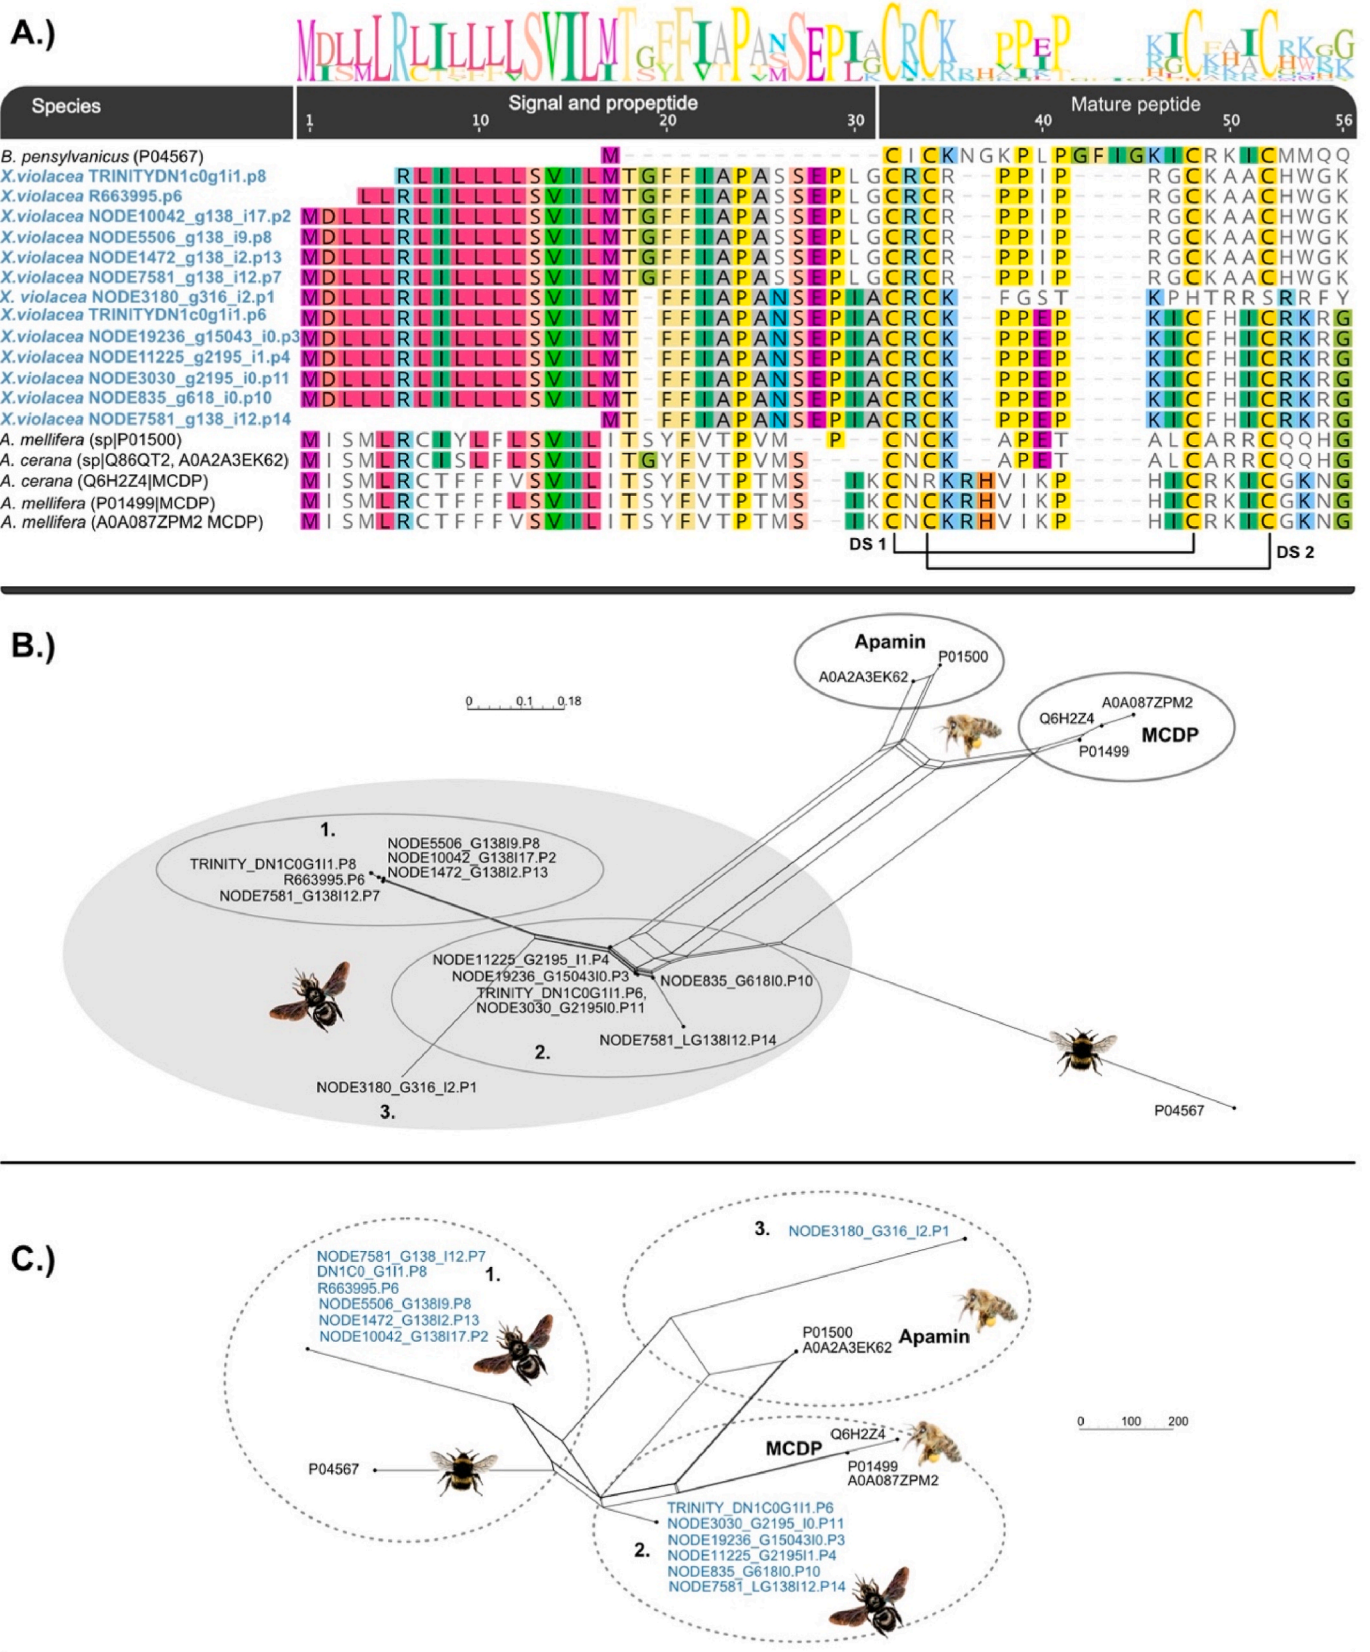 A.)
MDLLLRLILLLLLSVILMTGFFIAPANSEPIACRCK PPEP KICFAICRKGG
Species
Signal and propeptide
Mature peptide
1 10 20 30 40 50 56
B. pensylvanicus (P04567) M - - - - - - - - - - - - - - C I C K N G K P L P G F I G K I C R K I C M M Q Q
X.violacea TRINITYDN1c0g1i1.p8 R L I L L L L S V I L M T G F F I A P A S S E P L G C R C R - - P P I P - - - - R G C K A A C H W G K
X.violacea R663995.p6 L L R L I L L L L S V I L M T G F F I A P A S S E P L G C R C R - - P P I P - - - - R G C K A A C H W G K
X.violacea NODE10042_g138_i17.p2 M D L L L R L I L L L L S V I L M T G F F I A P A S S E P L G C R C R - - P P I P - - - - R G C K A A C H W G K
X.violacea NODE5506_g138_i9.p8 M D L L L R L I L L L L S V I L M T G F F I A P A S S E P L G C R C R - - P P I P - - - - R G C K A A C H W G K
X.violacea NODE1472_g138_i2.p13 M D L L L R L I L L L L S V I L M T G F F I A P A S S E P L G C R C R - - P P I P - - - - R G C K A A C H W G K
X.violacea NODE7581_g138_i12.p7 M D L L L R L I L L L L S V I L M T G F F I A P A S S E P L G C R C R - - P P I P - - - - R G C K A A C H W G K
X. violacea NODE3180_g316_i2.p1 M D L L L R L I L L L L S V I L M T - F F I A P A N S E P I A C R C K - - F G S T - - - - K P H T R R S R R F Y
X.violacea TRINITYDN1c0g1i1.p6 M D L L L R L I L L L L S V I L M T - F F I A P A N S E P I A C R C K - - P P E P - - - - K I C F H I C R K R G
X.violacea NODE19236_g15043_i0.p3 M D L L L R L I L L L L S V I L M T - F F I A P A N S E P I A C R C K - - P P E P - - - - K I C F H I C R K R G
X.violacea NODE11225_g2195_i1.p4 M D L L L R L I L L L L S V I L M T - F F I A P A N S E P I A C R C K - - P P E P - - - - K I C F H I C R K R G
X.violacea NODE3030_g2195_i0.p11 M D L L L R L I L L L L S V I L M T - F F I A P A N S E P I A C R C K - - P P E P - - - - K I C F H I C R K R G
X.violacea NODE835_g618_i0.p10 M D L L L R L I L L L L S V I L M T - F F I A P A N S E P I A C R C K - - P P E P - - - - K I C F H I C R K R G
X.violacea NODE7581_g138_i12.p14 M T - F F I A P A N S E P I A C R C K - - P P E P - - - - K I C F H I C R K R G
A. mellifera (sp|P01500) M I S M L R C I Y L F L S V I L I T S Y F V T P V M - - P - - C N C K - - A P E T - - - - A L C A R R C Q Q H G
A. cerana (sp|Q86QT2, A0A2A3EK62) M I S M L R C I S L F L S V I L I T G Y F V T P V M S - - - - C N C K - - A P E T - - - - A L C A R R C Q Q H G
A. cerana (Q6H2Z4|MCDP) M I S M L R C T F F F V S V I L I T S Y F V T P T M S - - I K C N R K R H V I K P - - - - H I C R K I C G K N G
A. mellifera (P01499|MCDP) M I S M L R C T F F F L S V I L I T S Y F V T P T M S - - I K C N C K R H V I K P - - - - H I C R K I C G K N G
A. mellifera (A0A087ZPM2 MCDP) M I S M L R C T F F F V S V I L I T S Y F V T P T M S - - I K C N C K R H V I K P - - - - H I C R K I C G K N G
DS 1
DS 2
B.)
Apamin
P01500
A0A2A3EK62
0 0.1 0.18
A0A087ZPM2
Q6H2Z4
MCDP
P01499
1.
NODE5506_G138I9.P8
NODE10042_G138I17.P2
TRINITY_DN1C0G1I1.P8
NODE1472_G138I2.P13
R663995.P6
NODE7581_G138I12.P7
NODE11225_G2195_I1.P4
NODE19236_G15043I0.P3
NODE835_G618I0.P10
TRINITY_DN1C0G1I1.P6,
NODE3030_G2195I0.P11
NODE7581_LG138I12.P14
2.
NODE3180_G316_I2.P1
3.
P04567
C.)
3.
NODE3180_G316_I2.P1
NODE7581_G138_I12.P7
DN1C0_G1I1.P8
1.
R663995.P6
NODE5506_G138I9.P8
NODE1472_G138I2.P13
NODE10042_G138I17.P2
P01500
A0A2A3EK62
Apamin
0 100 200
Q6H2Z4
MCDP
P01499
A0A087ZPM2
P04567
TRINITY_DN1C0G1I1.P6
NODE3030_G2195_I0.P11
NODE19236_G15043I0.P3
2.
NODE11225_G2195I1.P4
NODE835_G618I0.P10
NODE7581_LG138I12.P14